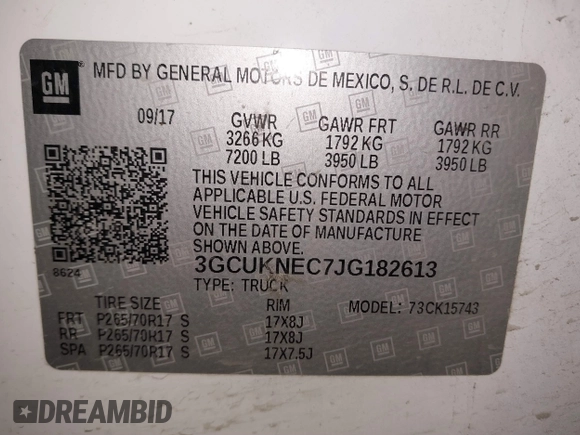 GM
MFD BY GENERAL MOTORS DE MEXICO, S. DE R.L. DE C.V.
09/17 GVWR GAWR FRT GAWR RR
3266 KG 1792 KG 1792 KG
7200 LB 3950 LB 3950 LB
THIS VEHICLE CONFORMS TO ALL
APPLICABLE U.S. FEDERAL MOTOR
VEHICLE SAFETY STANDARDS IN EFFECT
ON THE DATE OF MANUFACTURE
SHOWN ABOVE.
8624
3GCUKNEC7JG182613
TYPE: TRUCK
TIRE SIZE RIM MODEL: 73CK15743
FRT P265/70R17 S 17X8J
RR P265/70R17 S 17X8J
SPA P265/70R17 S 17X7.5J
DREAMBID